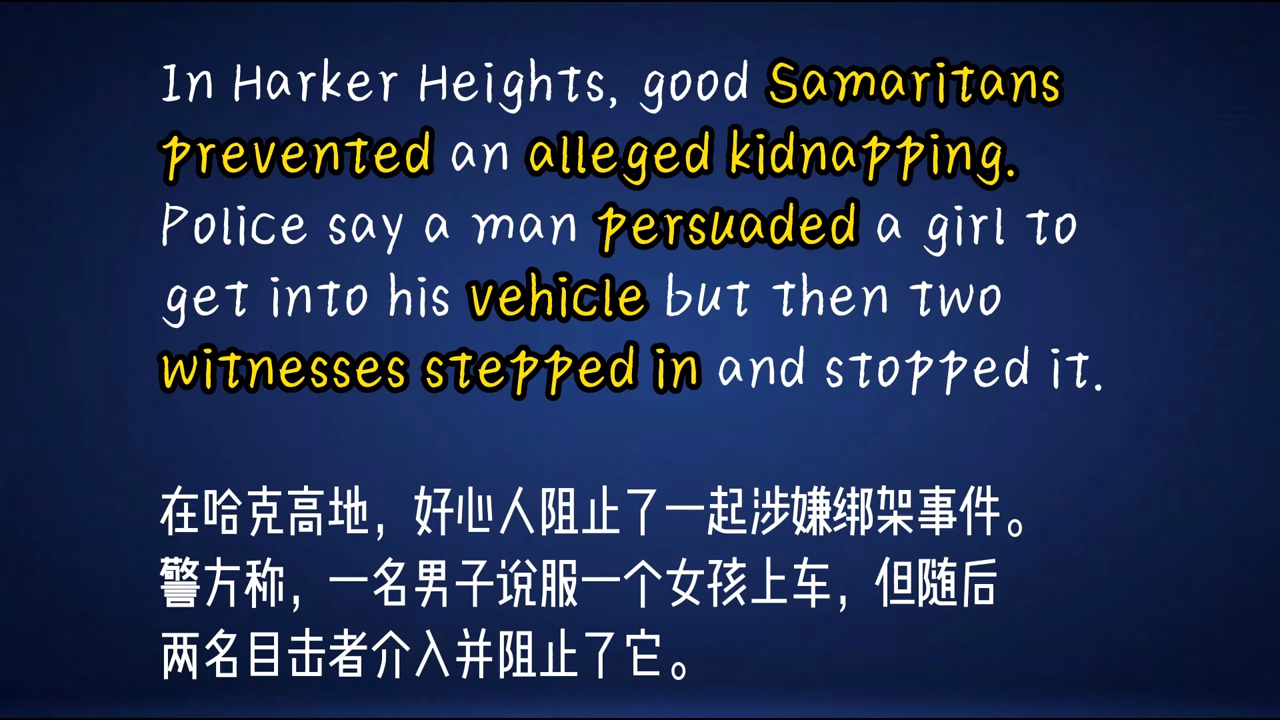 In Harker Heights, good Samaritans
prevented an alleged kidnapping.
Police say a man persuaded a girl to
get into his vehicle but then two
witnesses stepped in and stopped it.
在哈克高地，好心人阻止了一起涉嫌绑架事件。
警方称，一名男子说服一个女孩上车，但随后
两名目击者介入并阻止了它。